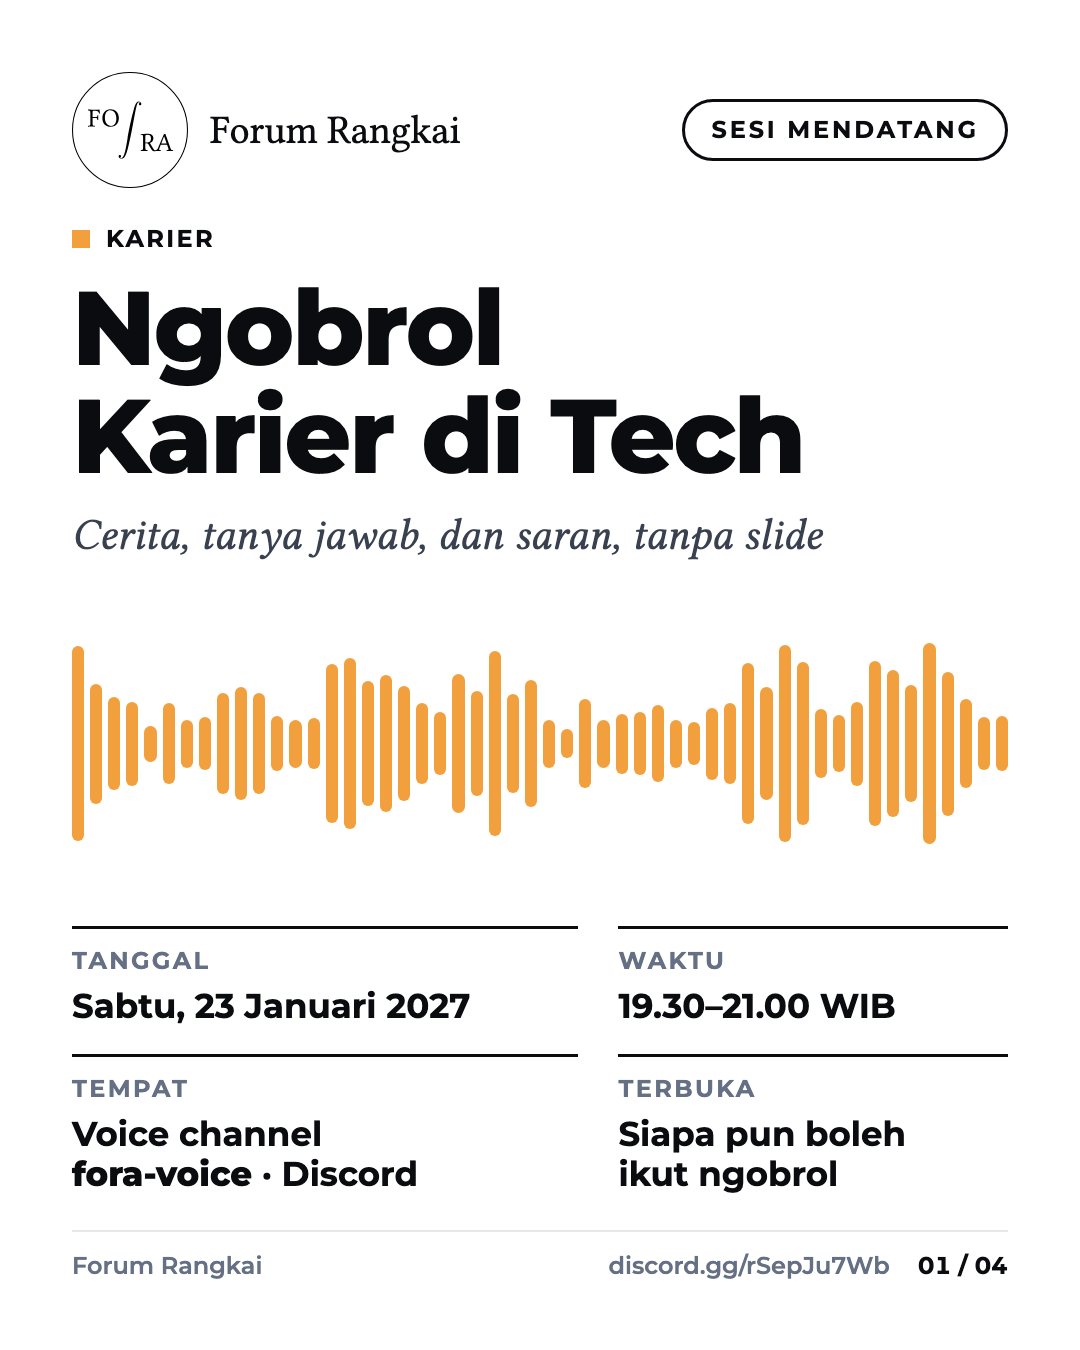 FO∫RA
Forum Rangkai
SESI MENDATANG
KARIER
Ngobrol
Karier di Tech
Cerita, tanya jawab, dan saran, tanpa slide
TANGGAL
Sabtu, 23 Januari 2027
WAKTU
19.30–21.00 WIB
TEMPAT
Voice channel
fora-voice · Discord
TERBUKA
Siapa pun boleh
ikut ngobrol
Forum Rangkai
discord.gg/rSepJu7Wb
01 / 04